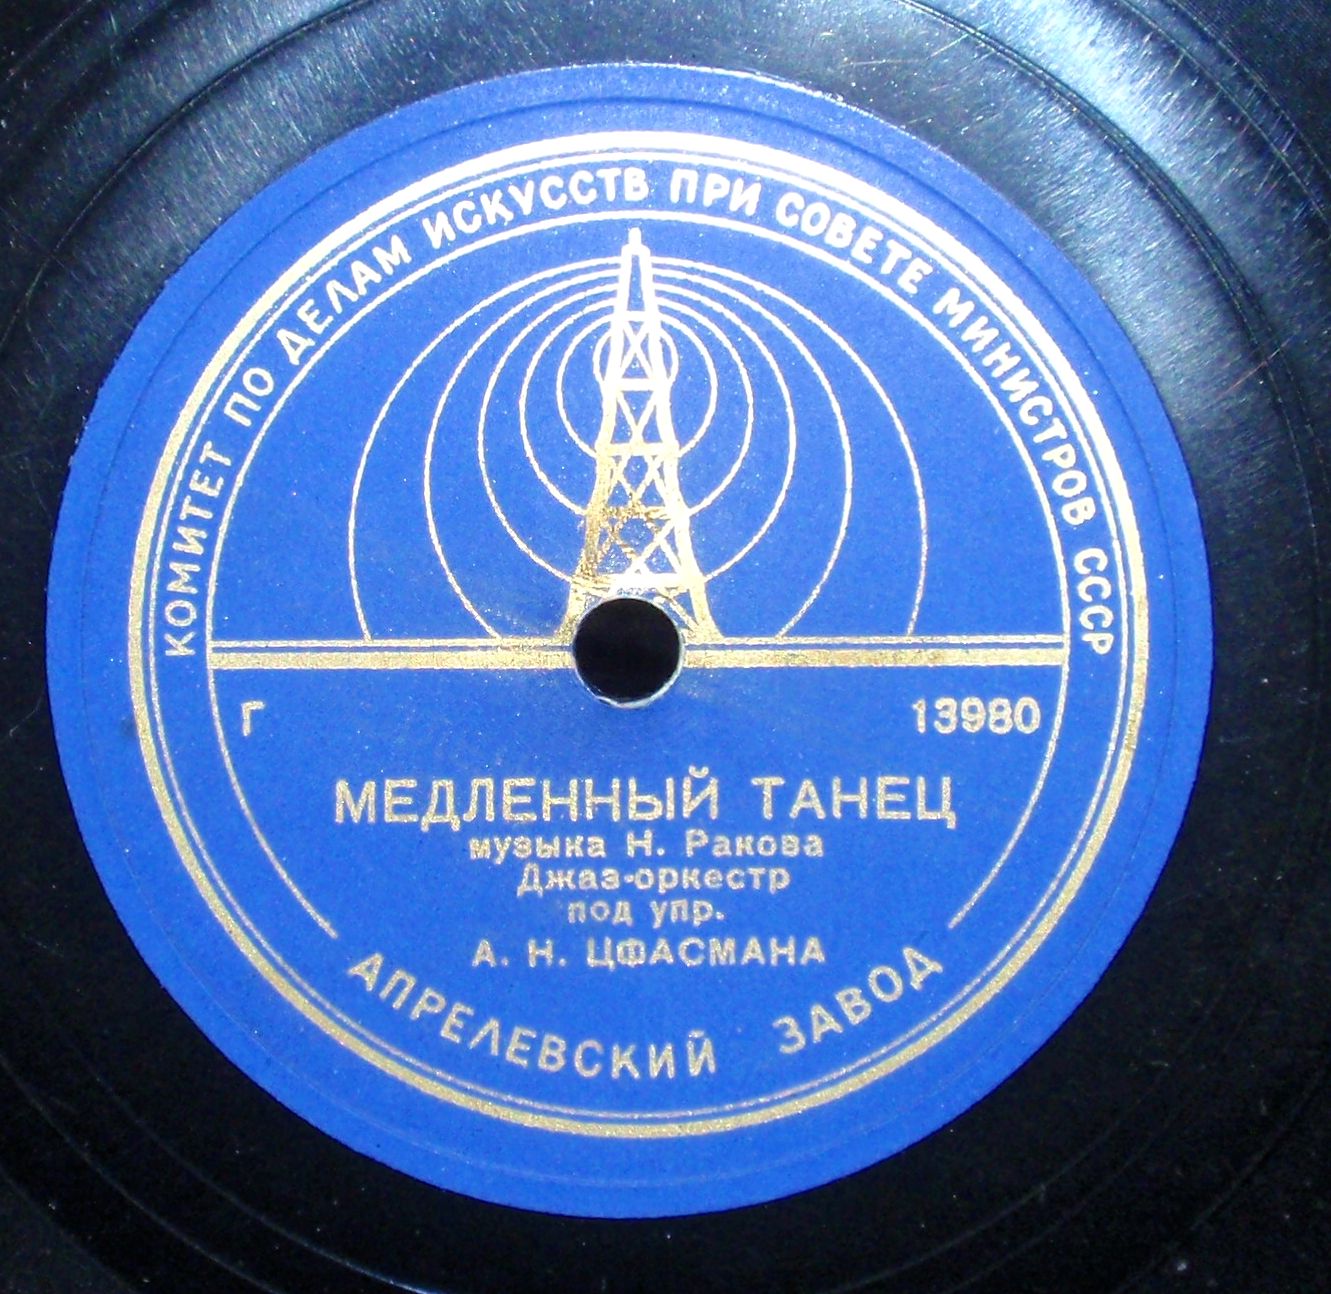 КОМИТЕТ ПО ДЕЛАМ ИСКУССТВ ПРИ СОВЕТЕ МИНИСТРОВ СССР
Г 13980
МЕДЛЕННЫЙ ТАНЕЦ
музыка Н. Ракова
Джаз-оркестр
под упр.
А. Н. ЦФАСМАНА
АПРЕЛЕВСКИЙ ЗАВОД